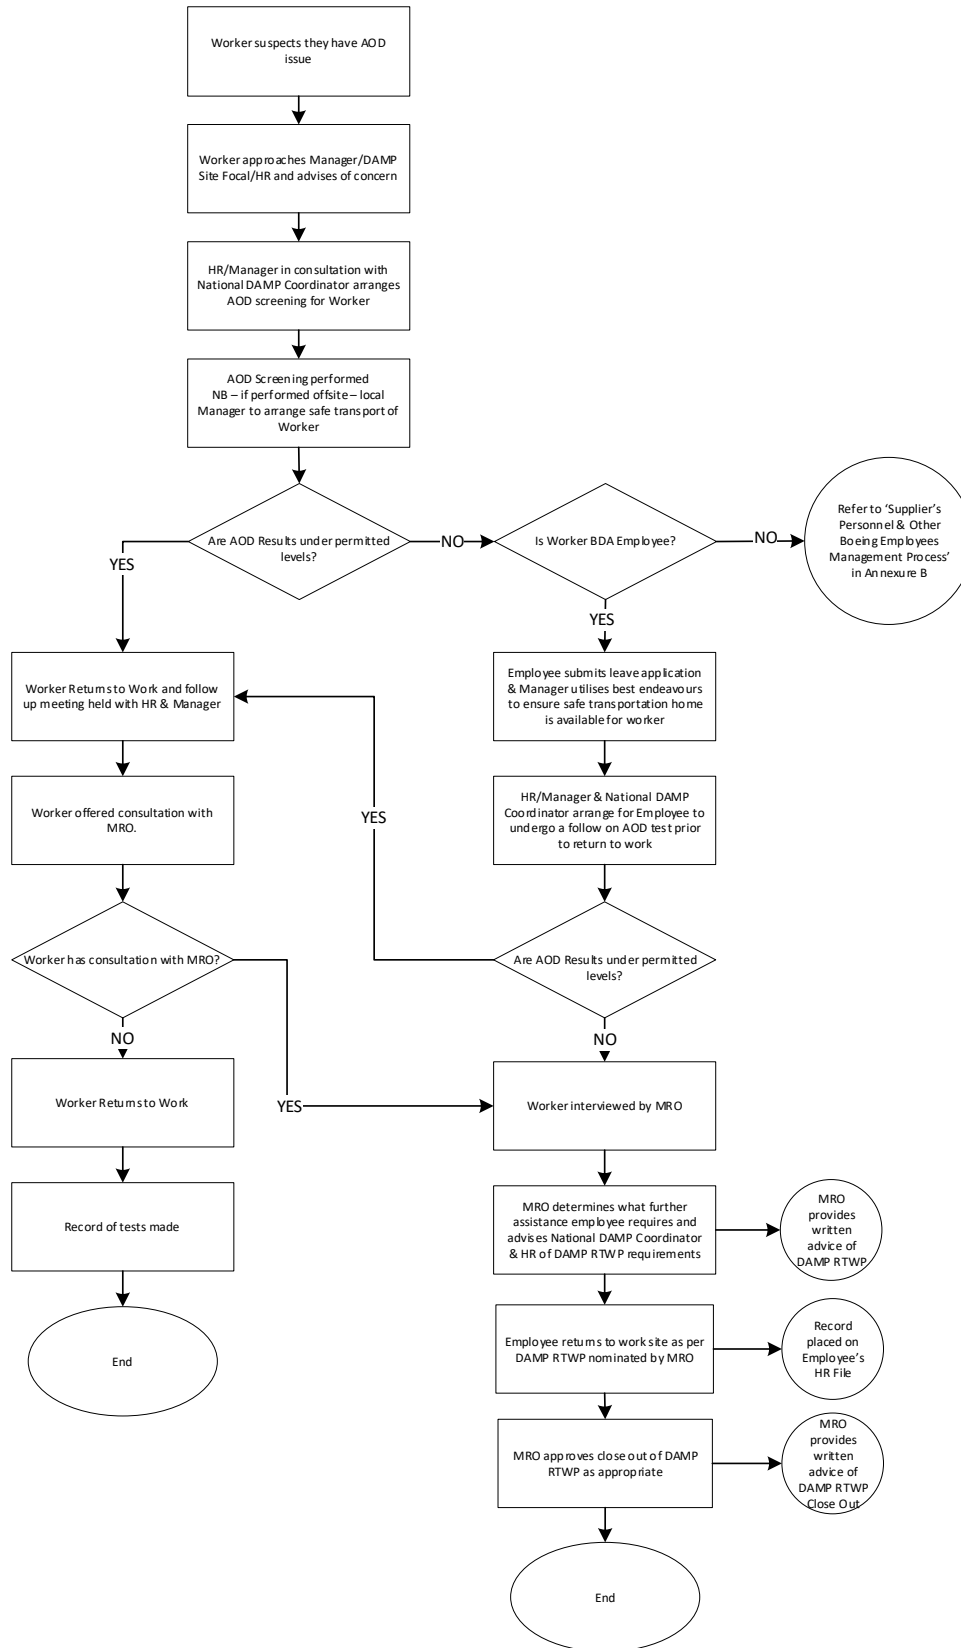 Worker suspects they have AOD
issue
Worker approaches Manager/DAMP
Site Focal/HR and advises of concern
HR/Manager in consultation with
National DAMP Coordinator arranges
AOD screening for Worker
AOD Screening performed
NB – if performed offsite – local
Manager to arrange safe transport of
Worker
Are AOD Results under permitted
levels?
NO
Is Worker BDA Employee?
NO
Refer to ‘Supplier’s
Personnel & Other
Boeing Employees
Management Process’
in Annexure B
YES
YES
Worker Returns to Work and follow
up meeting held with HR & Manager
Employee submits leave application
& Manager utilises best endeavours
to ensure safe transportation home
is available for worker
Worker offered consultation with
MRO.
YES
HR/Manager & National DAMP
Coordinator arrange for Employee to
undergo a follow on AOD test prior
to return to work
Worker has consultation with MRO?
Are AOD Results under permitted
levels?
NO
NO
Worker Returns to Work
YES
Worker interviewed by MRO
Record of tests made
MRO determines what further
assistance employee requires and
advises National DAMP Coordinator
& HR of DAMP RTWP requirements
MRO
provides
written
advice of
DAMP RTWP
End
Employee returns to work site as per
DAMP RTWP nominated by MRO
Record
placed on
Employee’s
HR File
MRO approves close out of DAMP
RTWP as appropriate
MRO
provides
written
advice of
DAMP RTWP
Close Out
End